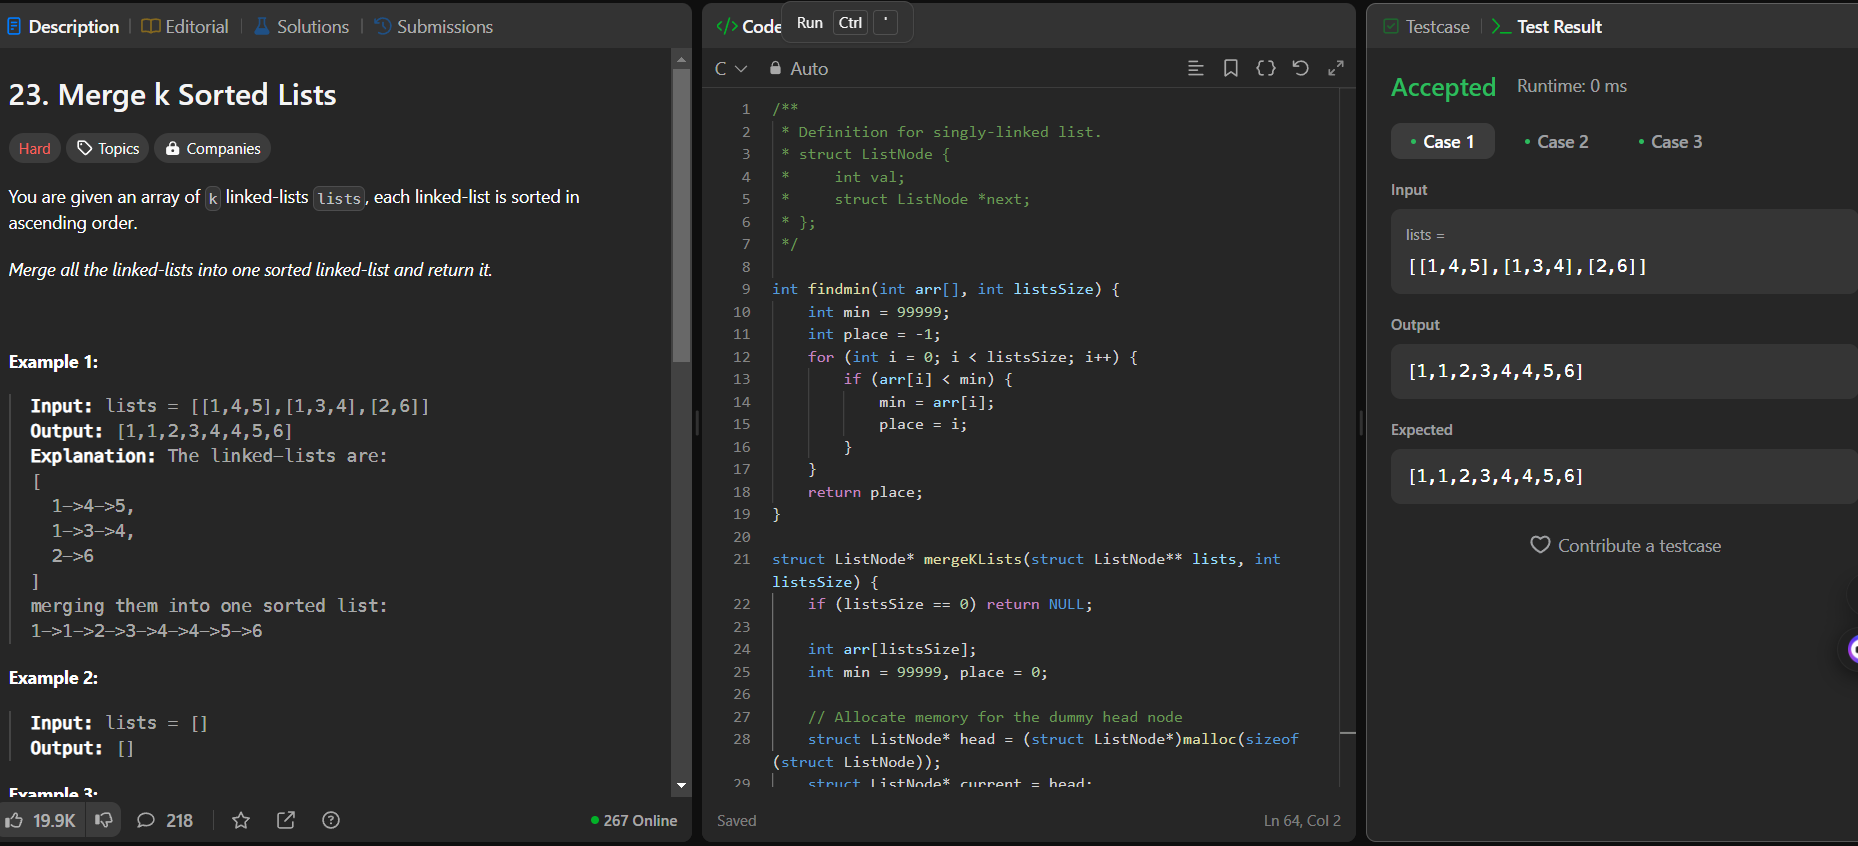 Description | Editorial | Solutions | Submissions
23. Merge k Sorted Lists
Hard Topics Companies
You are given an array of k linked-lists lists, each linked-list is sorted in
ascending order.
Merge all the linked-lists into one sorted linked-list and return it.
Example 1:
Input: lists = [[1,4,5],[1,3,4],[2,6]]
Output: [1,1,2,3,4,4,5,6]
Explanation: The linked-lists are:
[
  1->4->5,
  1->3->4,
  2->6
]
merging them into one sorted list:
1->1->2->3->4->4->5->6
Example 2:
Input: lists = []
Output: []
Example 3:
19.9K 218 267 Online
</> Code
Run Ctrl '
C Auto
1 /**
2  * Definition for singly-linked list.
3  * struct ListNode {
4  *     int val;
5  *     struct ListNode *next;
6  * };
7  */
8
9 int findmin(int arr[], int listsSize) {
10     int min = 99999;
11     int place = -1;
12     for (int i = 0; i < listsSize; i++) {
13         if (arr[i] < min) {
14             min = arr[i];
15             place = i;
16         }
17     }
18     return place;
19 }
20
21 struct ListNode* mergeKLists(struct ListNode** lists, int
listsSize) {
22     if (listsSize == 0) return NULL;
23
24     int arr[listsSize];
25     int min = 99999, place = 0;
26
27     // Allocate memory for the dummy head node
28     struct ListNode* head = (struct ListNode*)malloc(sizeof
(struct ListNode));
29     struct ListNode* current = head;
Saved Ln 64, Col 2
Testcase | >_ Test Result
Accepted Runtime: 0 ms
• Case 1 • Case 2 • Case 3
Input
lists =
[[1,4,5],[1,3,4],[2,6]]
Output
[1,1,2,3,4,4,5,6]
Expected
[1,1,2,3,4,4,5,6]
Contribute a testcase